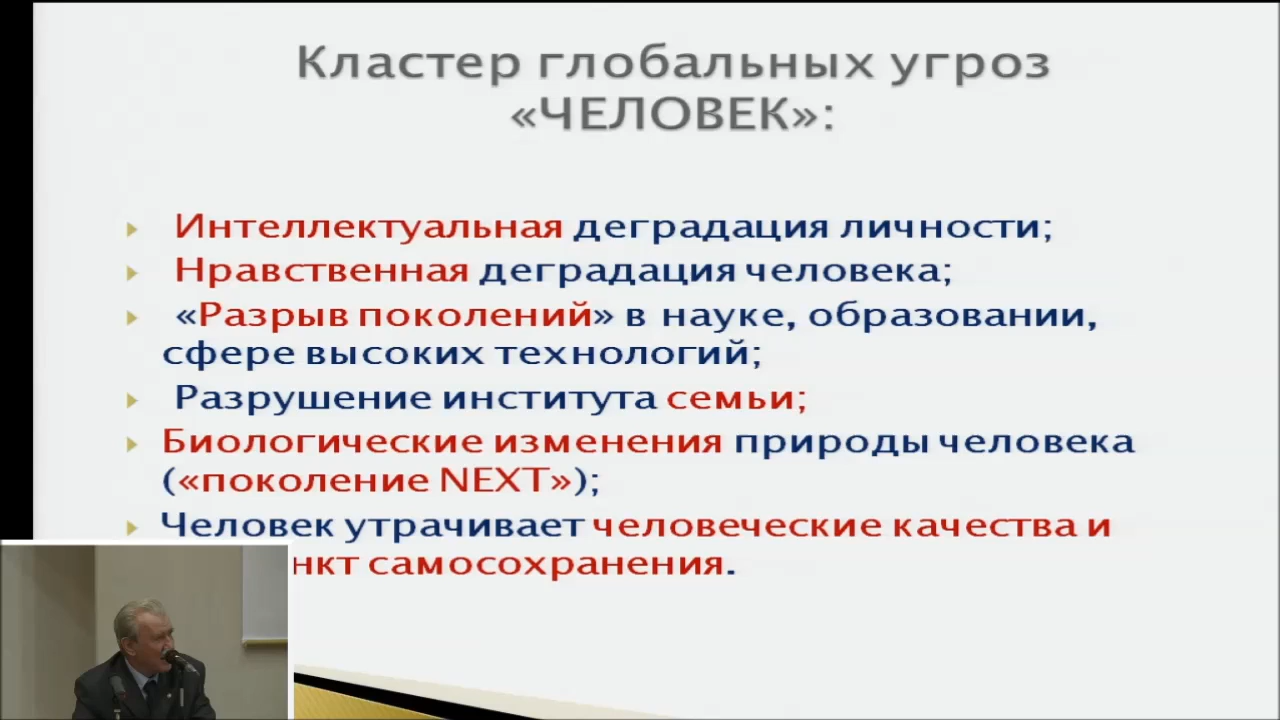 Кластер глобальных угроз
«ЧЕЛОВЕК»:
Интеллектуальная деградация личности;
Нравственная деградация человека;
«Разрыв поколений» в науке, образовании,
сфере высоких технологий;
Разрушение института семьи;
Биологические изменения природы человека
(«поколение NEXT»);
Человек утрачивает человеческие качества и
самосохранения.